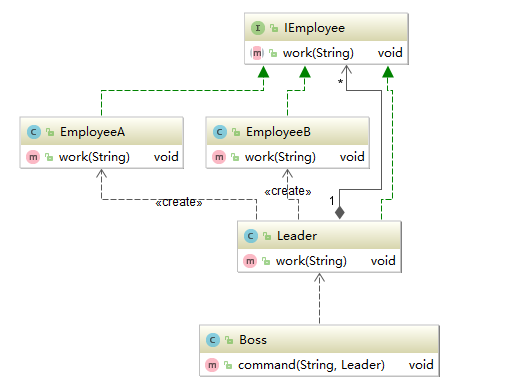 I IEmployee
m work(String) void
*
C EmployeeA
m work(String) void
C EmployeeB
m work(String) void
«create»
«create»
1
C Leader
m work(String) void
C Boss
m command(String, Leader) void